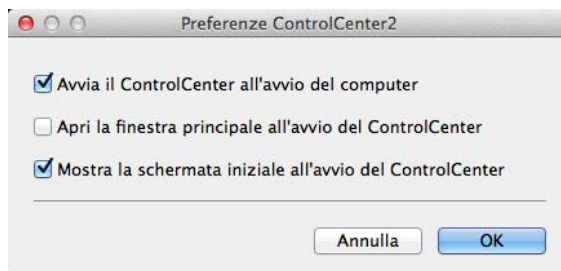 Preferenze ControlCenter2
Avvia il ControlCenter all'avvio del computer
Apri la finestra principale all'avvio del ControlCenter
Mostra la schermata iniziale all'avvio del ControlCenter
Annulla
OK